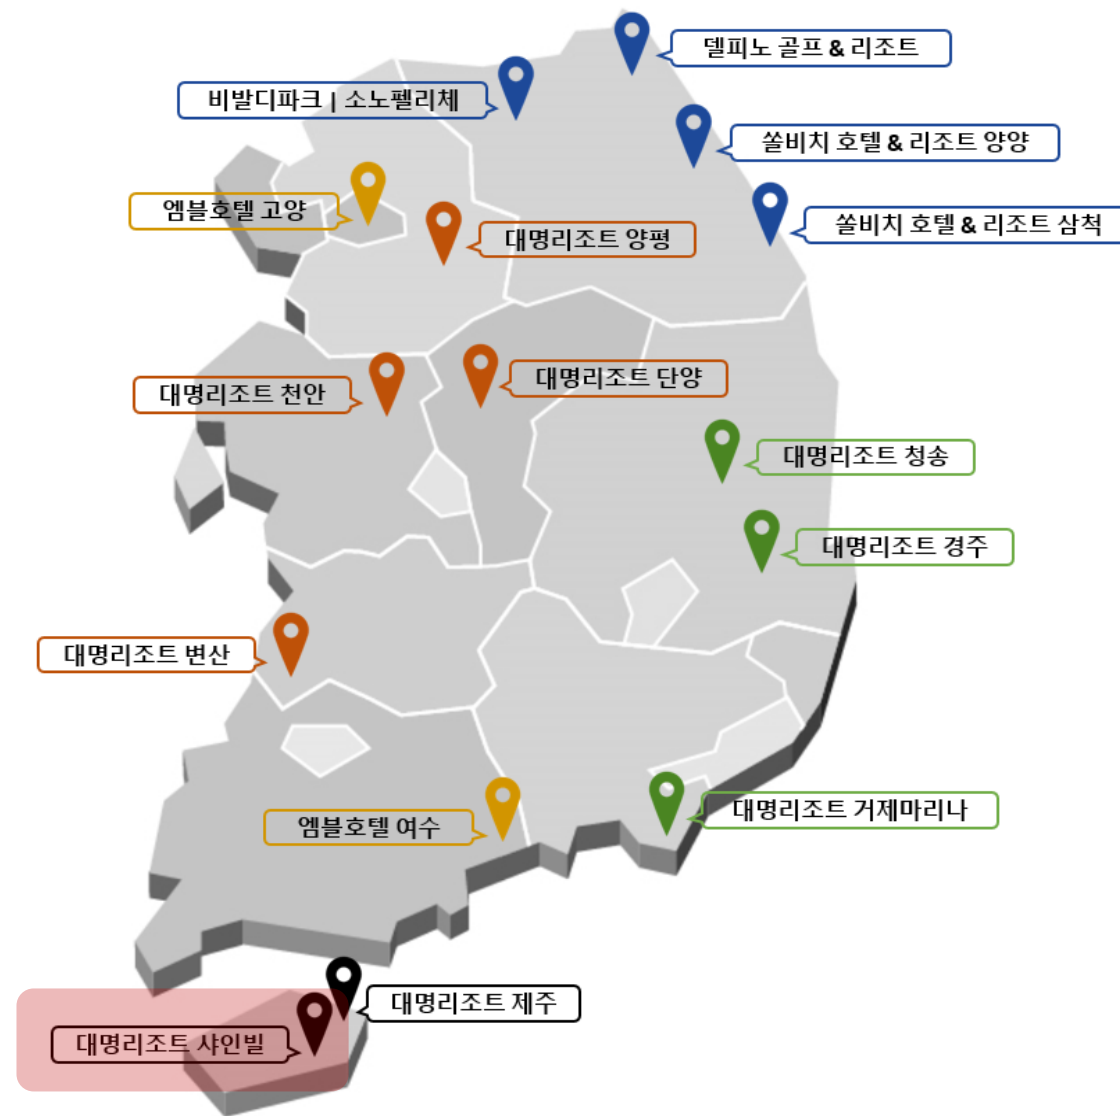 델피노 골프 & 리조트
비발디파크 | 소노펠리체
쏠비치 호텔 & 리조트 양양
엠블호텔 고양
쏠비치 호텔 & 리조트 삼척
대명리조트 양평
대명리조트 단양
대명리조트 천안
대명리조트 청송
대명리조트 경주
대명리조트 변산
대명리조트 거제마리나
엠블호텔 여수
대명리조트 제주
대명리조트 샤인빌